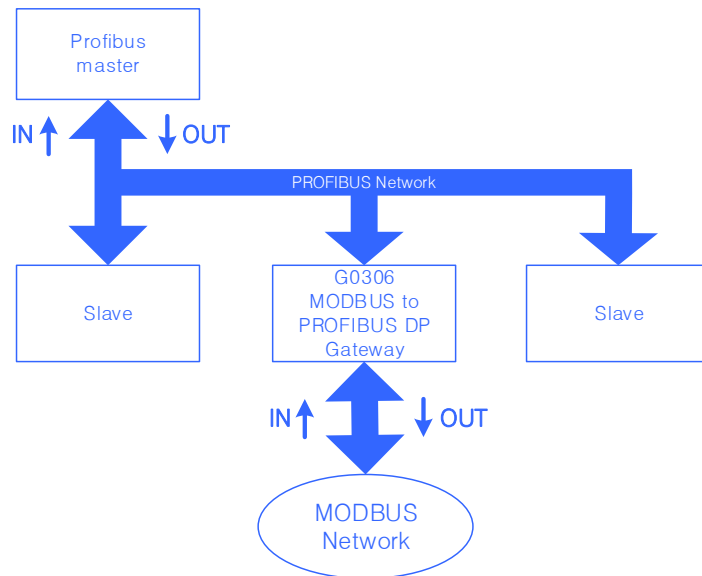 Profibus
master
IN
OUT
PROFIBUS Network
Slave
G0306
MODBUS to
PROFIBUS DP
Gateway
Slave
IN
OUT
MODBUS
Network